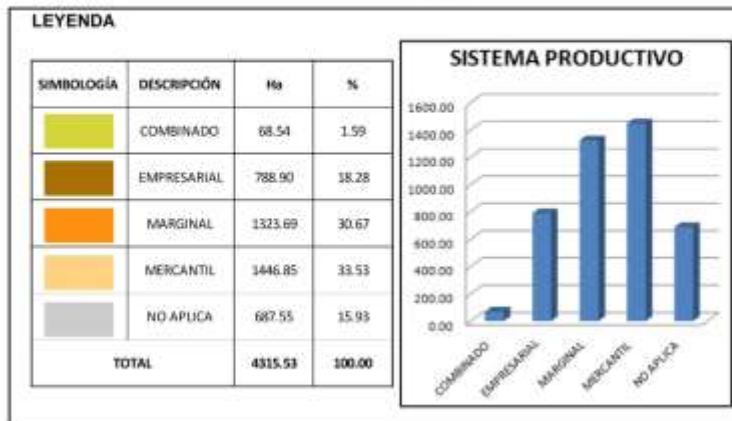 LEYENDA
SIMBOLOGÍA DESCRIPCIÓN Ha %
COMBINADO 68.54 1.59
EMPRESARIAL 788.90 18.28
MARGINAL 1323.69 30.67
MERCANTIL 1446.85 33.53
NO APLICA 687.55 15.93
TOTAL 4315.53 100.00
SISTEMA PRODUCTIVO
1600.00
1400.00
1200.00
1000.00
800.00
600.00
400.00
200.00
0.00
COMBINADO
EMPRESARIAL
MARGINAL
MERCANTIL
NO APLICA